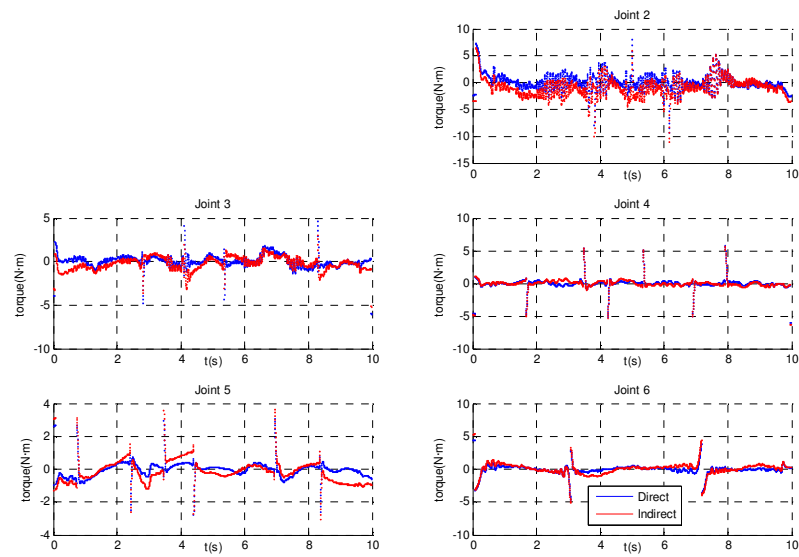 Joint 2
10
5
0
-5
-10
-15
torque(N·m)
0 2 4 6 8 10
t(s)
Joint 3
5
0
-5
-10
torque(N·m)
0 2 4 6 8 10
t(s)
Joint 4
10
5
0
-5
-10
torque(N·m)
0 2 4 6 8 10
t(s)
Joint 5
4
2
0
-2
-4
torque(N·m)
0 2 4 6 8 10
t(s)
Joint 6
10
5
0
-5
-10
torque(N·m)
0 2 4 6 8 10
t(s)
Direct
Indirect